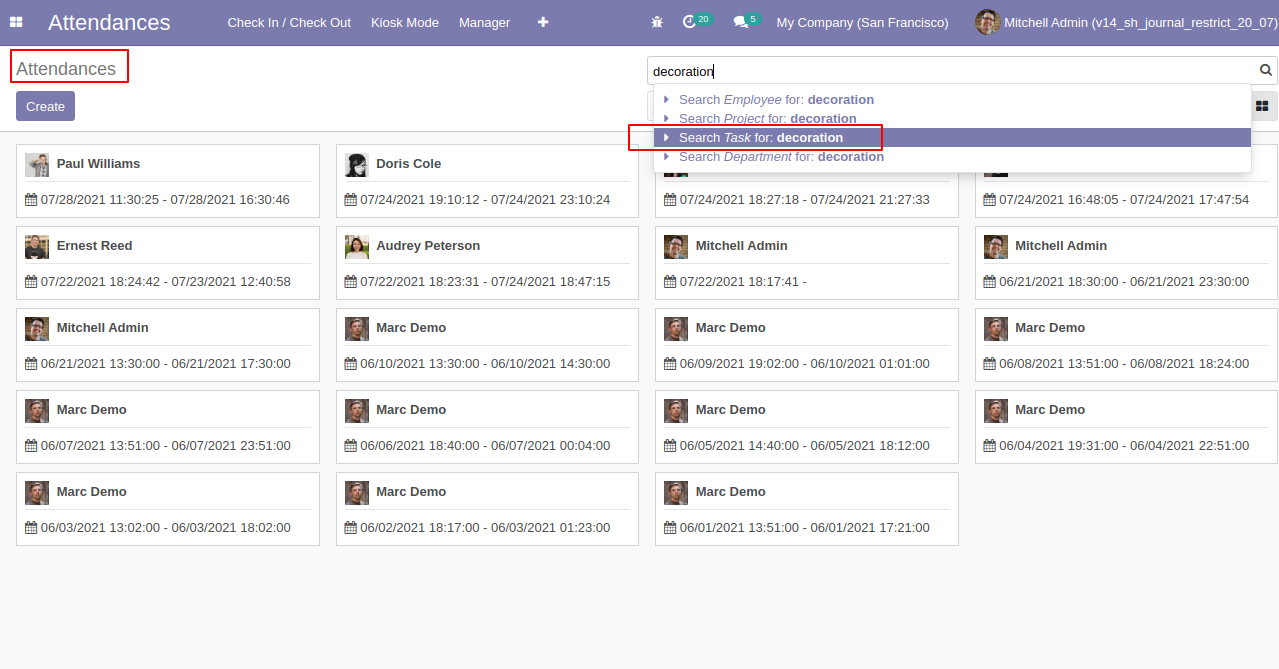 Attendances Check In / Check Out Kiosk Mode Manager 20 5 My Company (San Francisco) Mitchell Admin (v14_sh_journal_restrict_20_07)
Attendances
decoration
Create
Search Employee for: decoration
Search Project for: decoration
Search Task for: decoration
Search Department for: decoration
Paul Williams
07/28/2021 11:30:25 - 07/28/2021 16:30:46
Doris Cole
07/24/2021 19:10:12 - 07/24/2021 23:10:24
07/24/2021 18:27:18 - 07/24/2021 21:27:33
07/24/2021 16:48:05 - 07/24/2021 17:47:54
Ernest Reed
07/22/2021 18:24:42 - 07/23/2021 12:40:58
Audrey Peterson
07/22/2021 18:23:31 - 07/24/2021 18:47:15
Mitchell Admin
07/22/2021 18:17:41 -
Mitchell Admin
06/21/2021 18:30:00 - 06/21/2021 23:30:00
Mitchell Admin
06/21/2021 13:30:00 - 06/21/2021 17:30:00
Marc Demo
06/10/2021 13:30:00 - 06/10/2021 14:30:00
Marc Demo
06/09/2021 19:02:00 - 06/10/2021 01:01:00
Marc Demo
06/08/2021 13:51:00 - 06/08/2021 18:24:00
Marc Demo
06/07/2021 13:51:00 - 06/07/2021 23:51:00
Marc Demo
06/06/2021 18:40:00 - 06/07/2021 00:04:00
Marc Demo
06/05/2021 14:40:00 - 06/05/2021 18:12:00
Marc Demo
06/04/2021 19:31:00 - 06/04/2021 22:51:00
Marc Demo
06/03/2021 13:02:00 - 06/03/2021 18:02:00
Marc Demo
06/02/2021 18:17:00 - 06/03/2021 01:23:00
Marc Demo
06/01/2021 13:51:00 - 06/01/2021 17:21:00